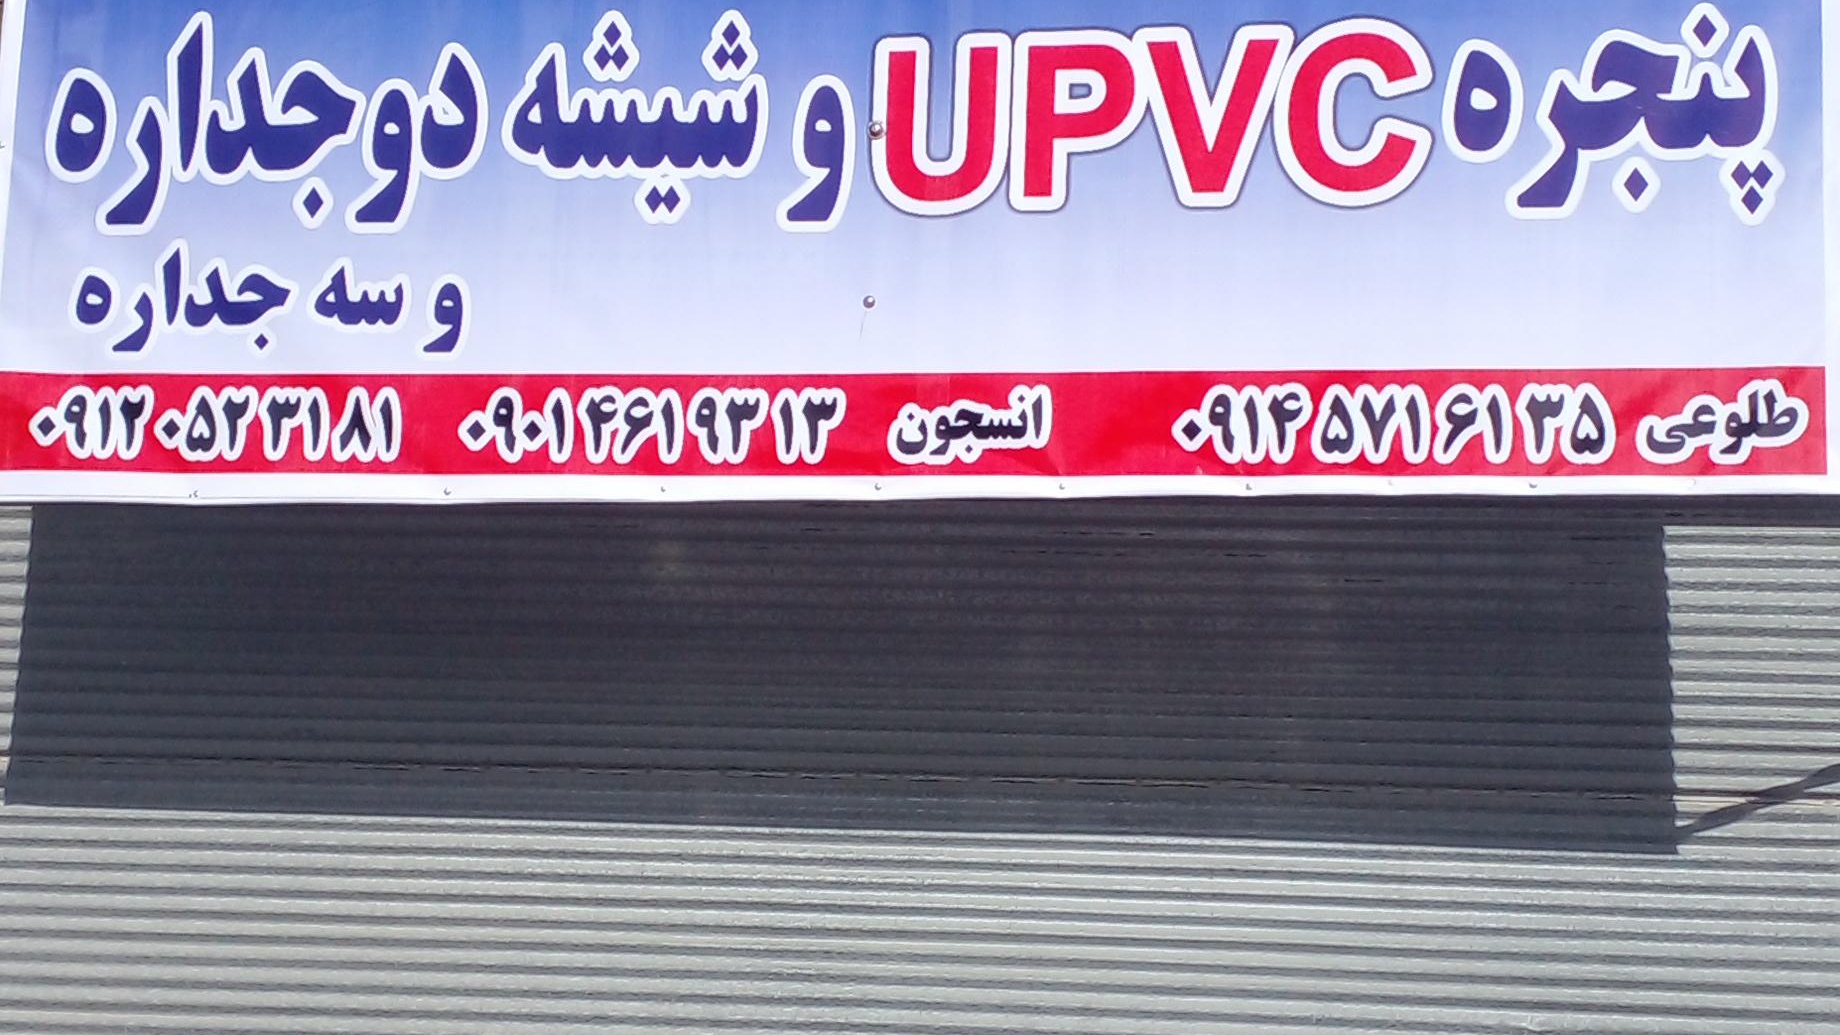 پنجره UPVC و شیشه دوجداره
و سه جداره
طلوعی ۰۹۱۴۵۷۱۶۱۳۵ انسجون ۰۹۰۱۴۶۱۹۳۱۳ ۰۹۱۲۰۵۲۳۱۸۱